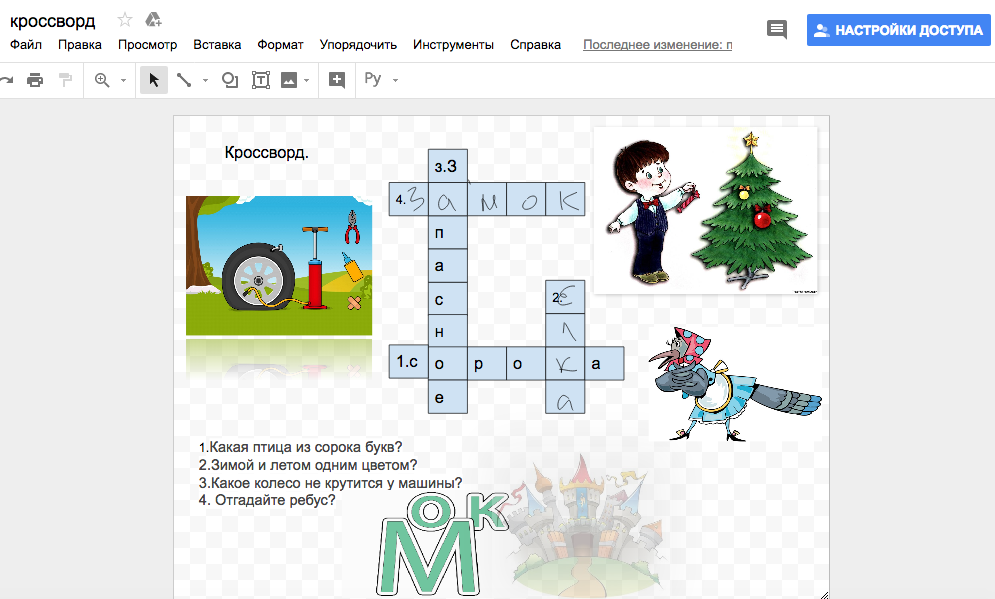 кроссворд
Файл Правка Просмотр Вставка Формат Упорядочить Инструменты Справка Последнее изменение: п
НАСТРОЙКИ ДОСТУПА
Ру
Кроссворд.
з.З
4.З а м о к
п
а
с
н
2.е
л
1.с о р о к а а
е
1.Какая птица из сорока букв?
2.Зимой и летом одним цветом?
3.Какое колесо не крутится у машины?
4. Отгадайте ребус?
М О К